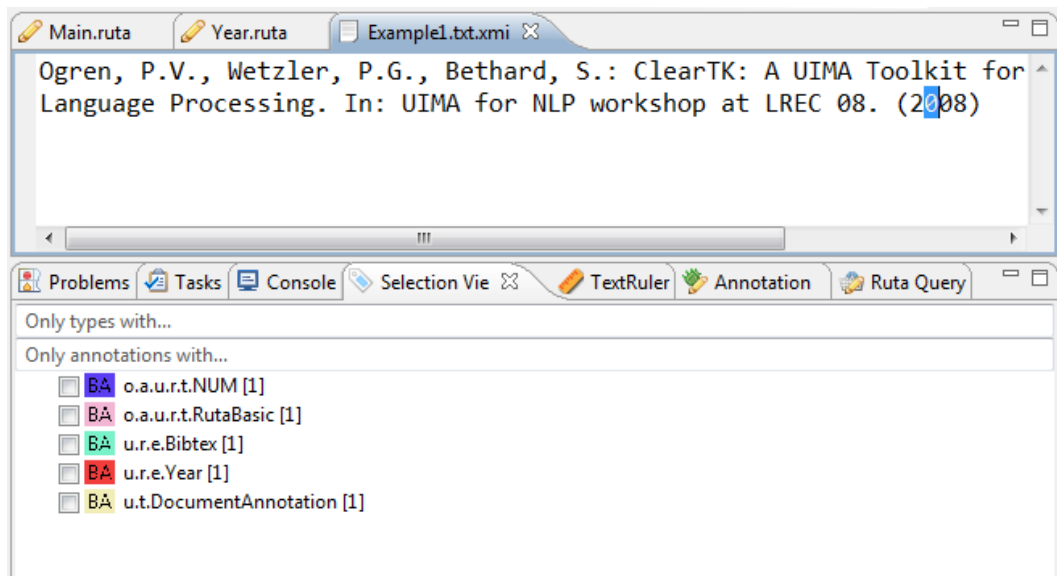 Main.ruta Year.ruta Example1.txt.xmi
Ogren, P.V., Wetzler, P.G., Bethard, S.: ClearTK: A UIMA Toolkit for
Language Processing. In: UIMA for NLP workshop at LREC 08. (2008)
Problems Tasks Console Selection Vie TextRuler Annotation Ruta Query
Only types with...
Only annotations with...
BA o.a.u.r.t.NUM [1]
BA o.a.u.r.t.RutaBasic [1]
BA u.r.e.Bibtex [1]
BA u.r.e.Year [1]
BA u.t.DocumentAnnotation [1]